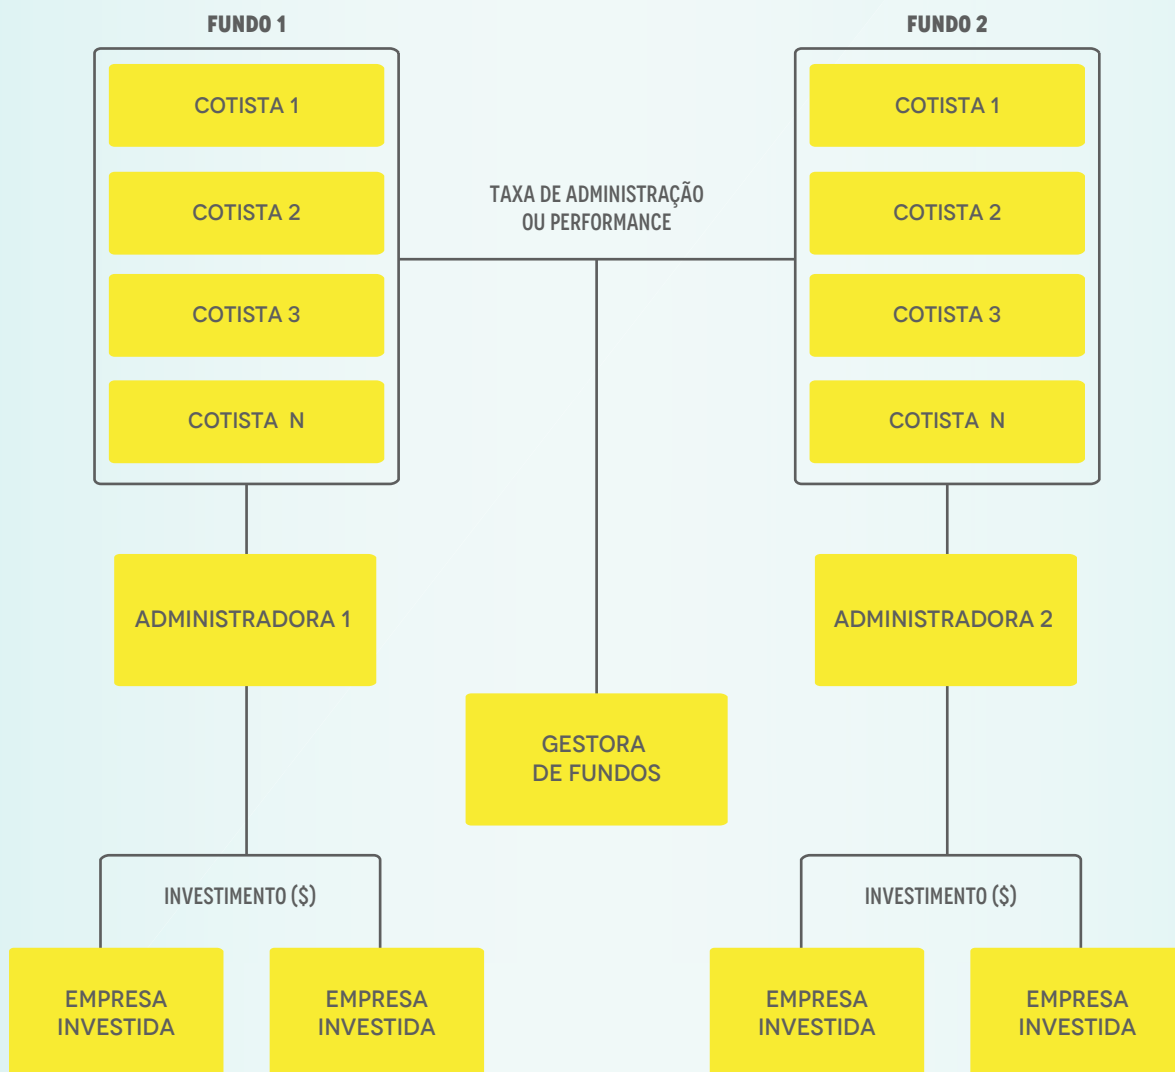 FUNDO 1
COTISTA 1
COTISTA 2
COTISTA 3
COTISTA N
TAXA DE ADMINISTRAÇÃO
OU PERFORMANCE
FUNDO 2
COTISTA 1
COTISTA 2
COTISTA 3
COTISTA N
ADMINISTRADORA 1
ADMINISTRADORA 2
GESTORA
DE FUNDOS
INVESTIMENTO ($)
EMPRESA
INVESTIDA
EMPRESA
INVESTIDA
INVESTIMENTO ($)
EMPRESA
INVESTIDA
EMPRESA
INVESTIDA